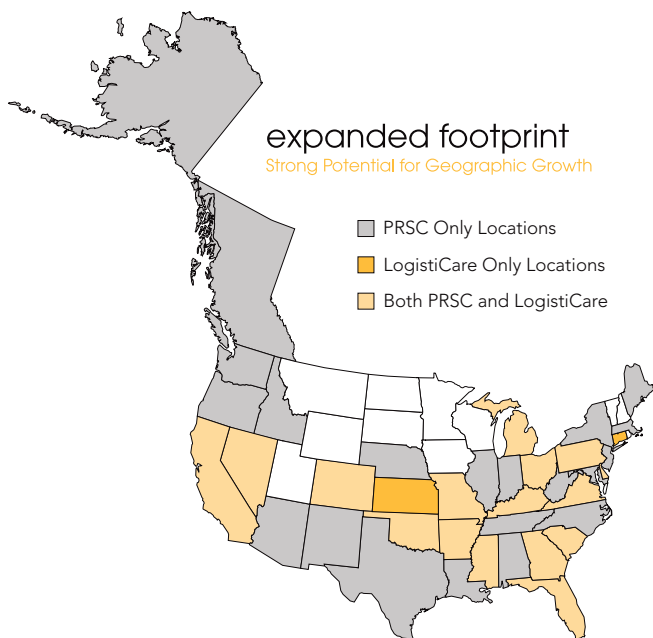 expanded footprint
Strong Potential for Geographic Growth
PRSC Only Locations
LogistiCare Only Locations
Both PRSC and LogistiCare